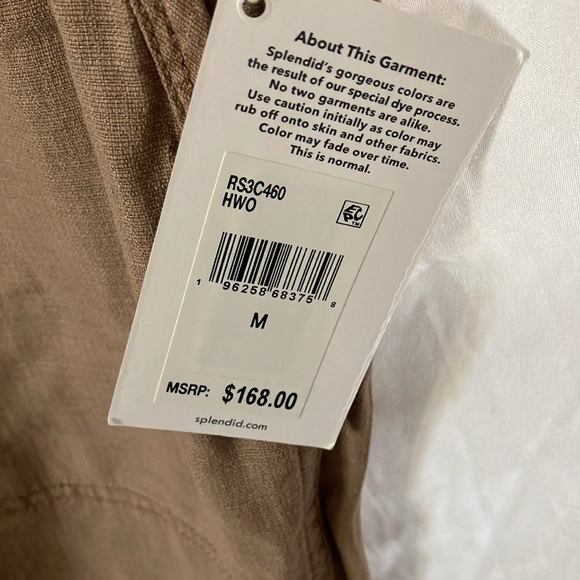 About This Garment:
Splendid's gorgeous colors are
the result of our special dye process.
No two garments are alike.
Use caution initially as color may
rub off onto skin and other fabrics.
Color may fade over time.
This is normal.
RS3C460
HWO
1 96258 68375 8
M
MSRP: $168.00
splendid.com